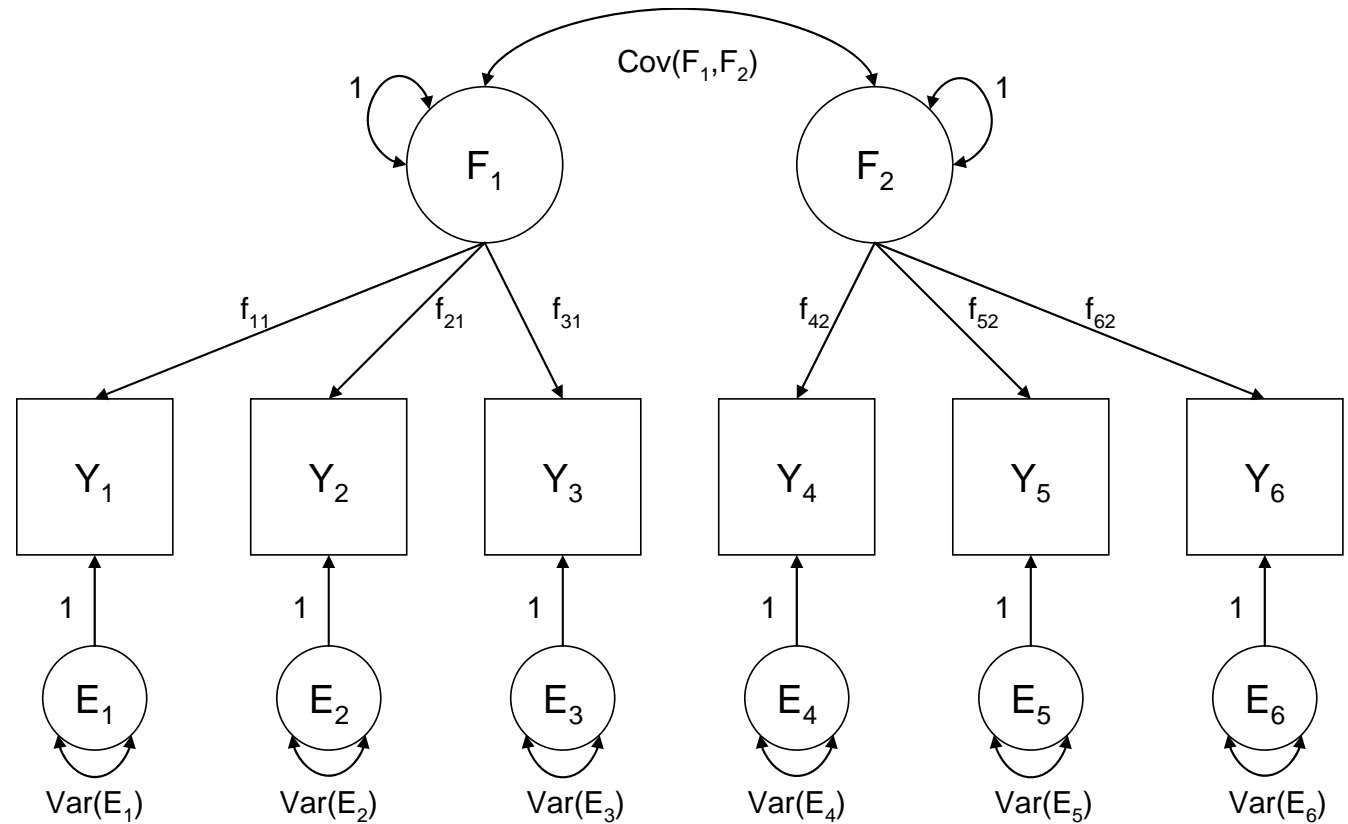 Cov(F₁,F₂)
1 1
F₁ F₂
f₁₁ f₂₁ f₃₁ f₄₂ f₅₂ f₆₂
Y₁ Y₂ Y₃ Y₄ Y₅ Y₆
1 1 1 1 1 1
E₁ E₂ E₃ E₄ E₅ E₆
Var(E₁) Var(E₂) Var(E₃) Var(E₄) Var(E₅) Var(E₆)